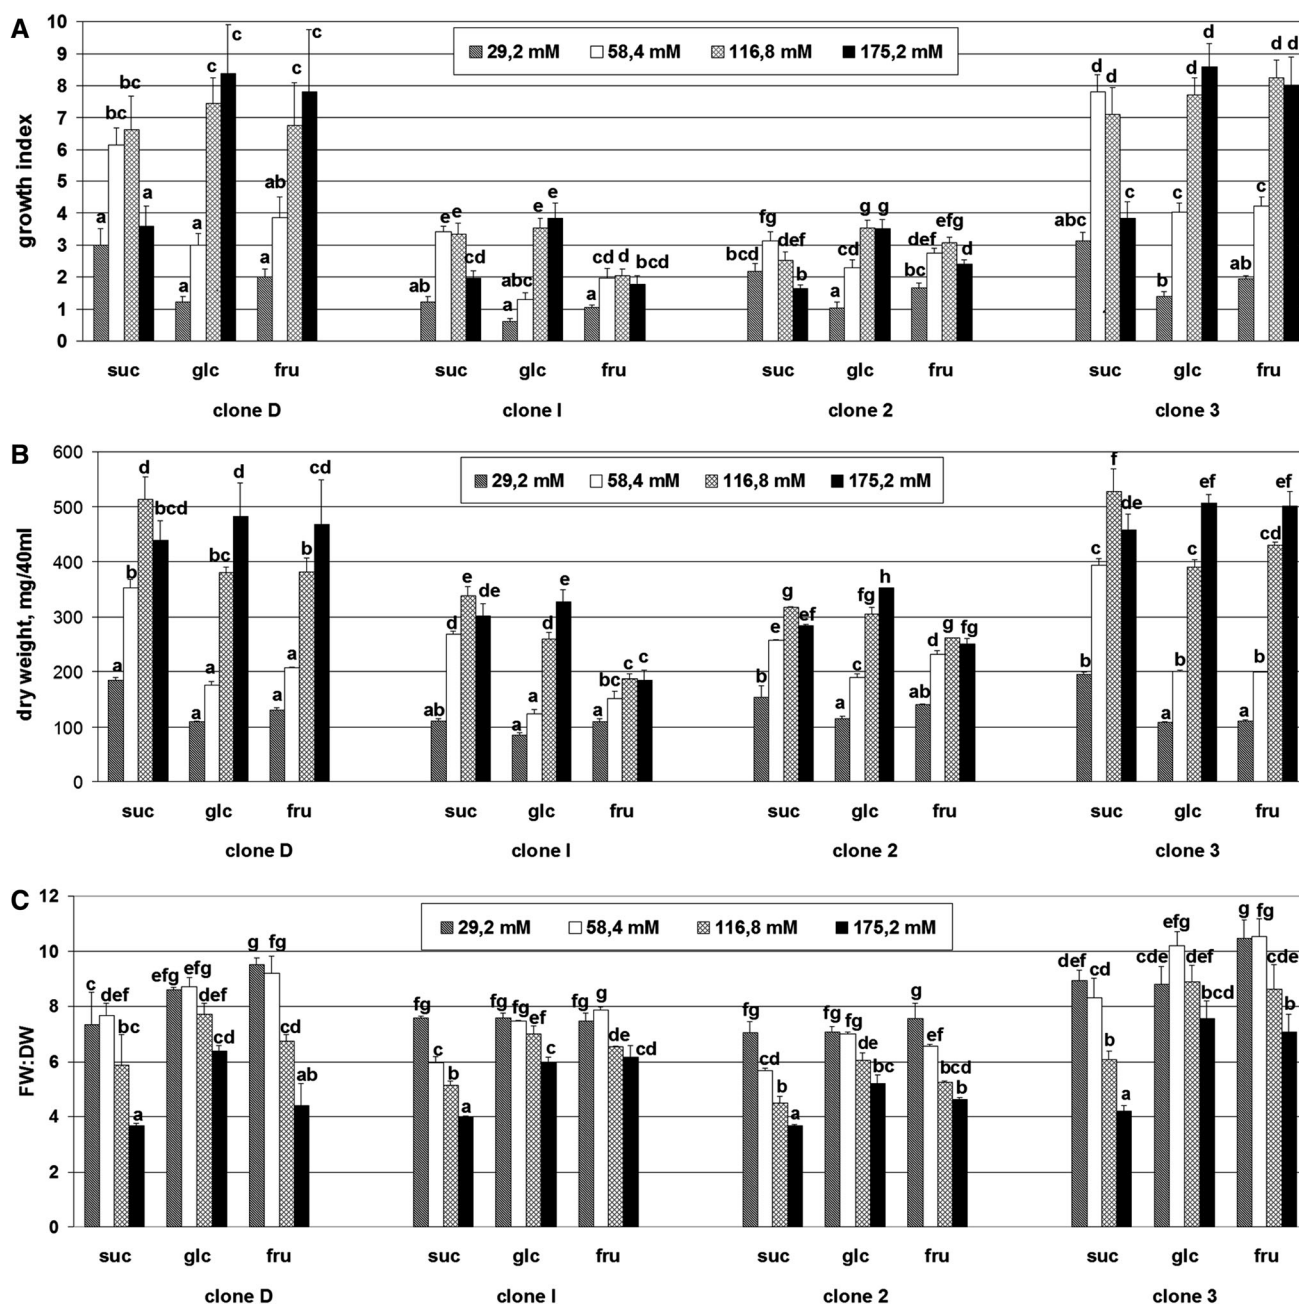 A
growth index
10
9
8
7
6
5
4
3
2
1
0
29,2 mM 58,4 mM 116,8 mM 175,2 mM
a bc bc a
a a c c
a ab c c
ab e e cd
a abc e e
a cd d bcd
bcd fg def b
a cd g g
bc def efg d
abc d d c
b c d d
ab c d d
suc glc fru suc glc fru suc glc fru suc glc fru
clone D clone I clone 2 clone 3
B
dry weight, mg/40ml
600
500
400
300
200
100
0
29,2 mM 58,4 mM 116,8 mM 175,2 mM
a b d bcd
a a bc d
a a b cd
ab d e de
a a d e
a bc c c
b e g ef
a c fg h
ab d g fg
b c f de
a b c ef
a b cd ef
suc glc fru suc glc fru suc glc fru suc glc fru
clone D clone I clone 2 clone 3
C
FW:DW
12
10
8
6
4
2
0
29,2 mM 58,4 mM 116,8 mM 175,2 mM
c def bc a
efg efg def cd
g fg cd ab
fg c b a
fg fg ef c
fg g de cd
fg cd b a
fg fg de bc
g ef bcd b
def cd b a
cde efg def bcd
g fg cde b
suc glc fru suc glc fru suc glc fru suc glc fru
clone D clone I clone 2 clone 3